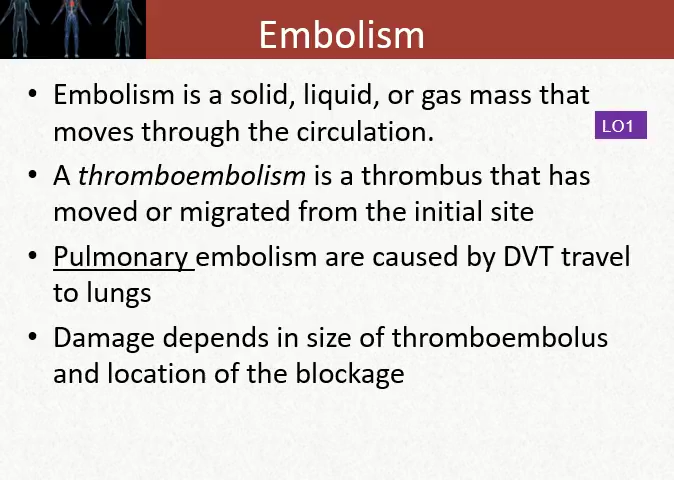 Embolism
• Embolism is a solid, liquid, or gas mass that
moves through the circulation.
LO1
• A thromboembolism is a thrombus that has
moved or migrated from the initial site
• Pulmonary embolism are caused by DVT travel
to lungs
• Damage depends in size of thromboembolus
and location of the blockage